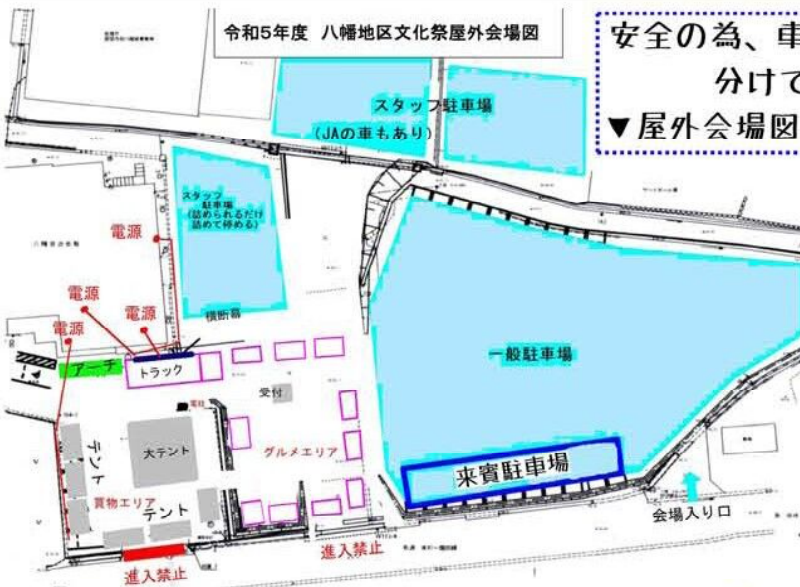 令和5年度 八幡地区文化祭屋外会場図
安全の為、車
分けて
▼屋外会場図
スタッフ駐車場
(JAの車もあり)
スタッフ
駐車場
(詰められるだけ
詰めて停める)
電源
電源
電源
電源
横断幕
アーチ
トラック
受付
一般駐車場
テント
大テント
グルメエリア
買物エリア
テント
来賓駐車場
会場入り口
進入禁止
進入禁止